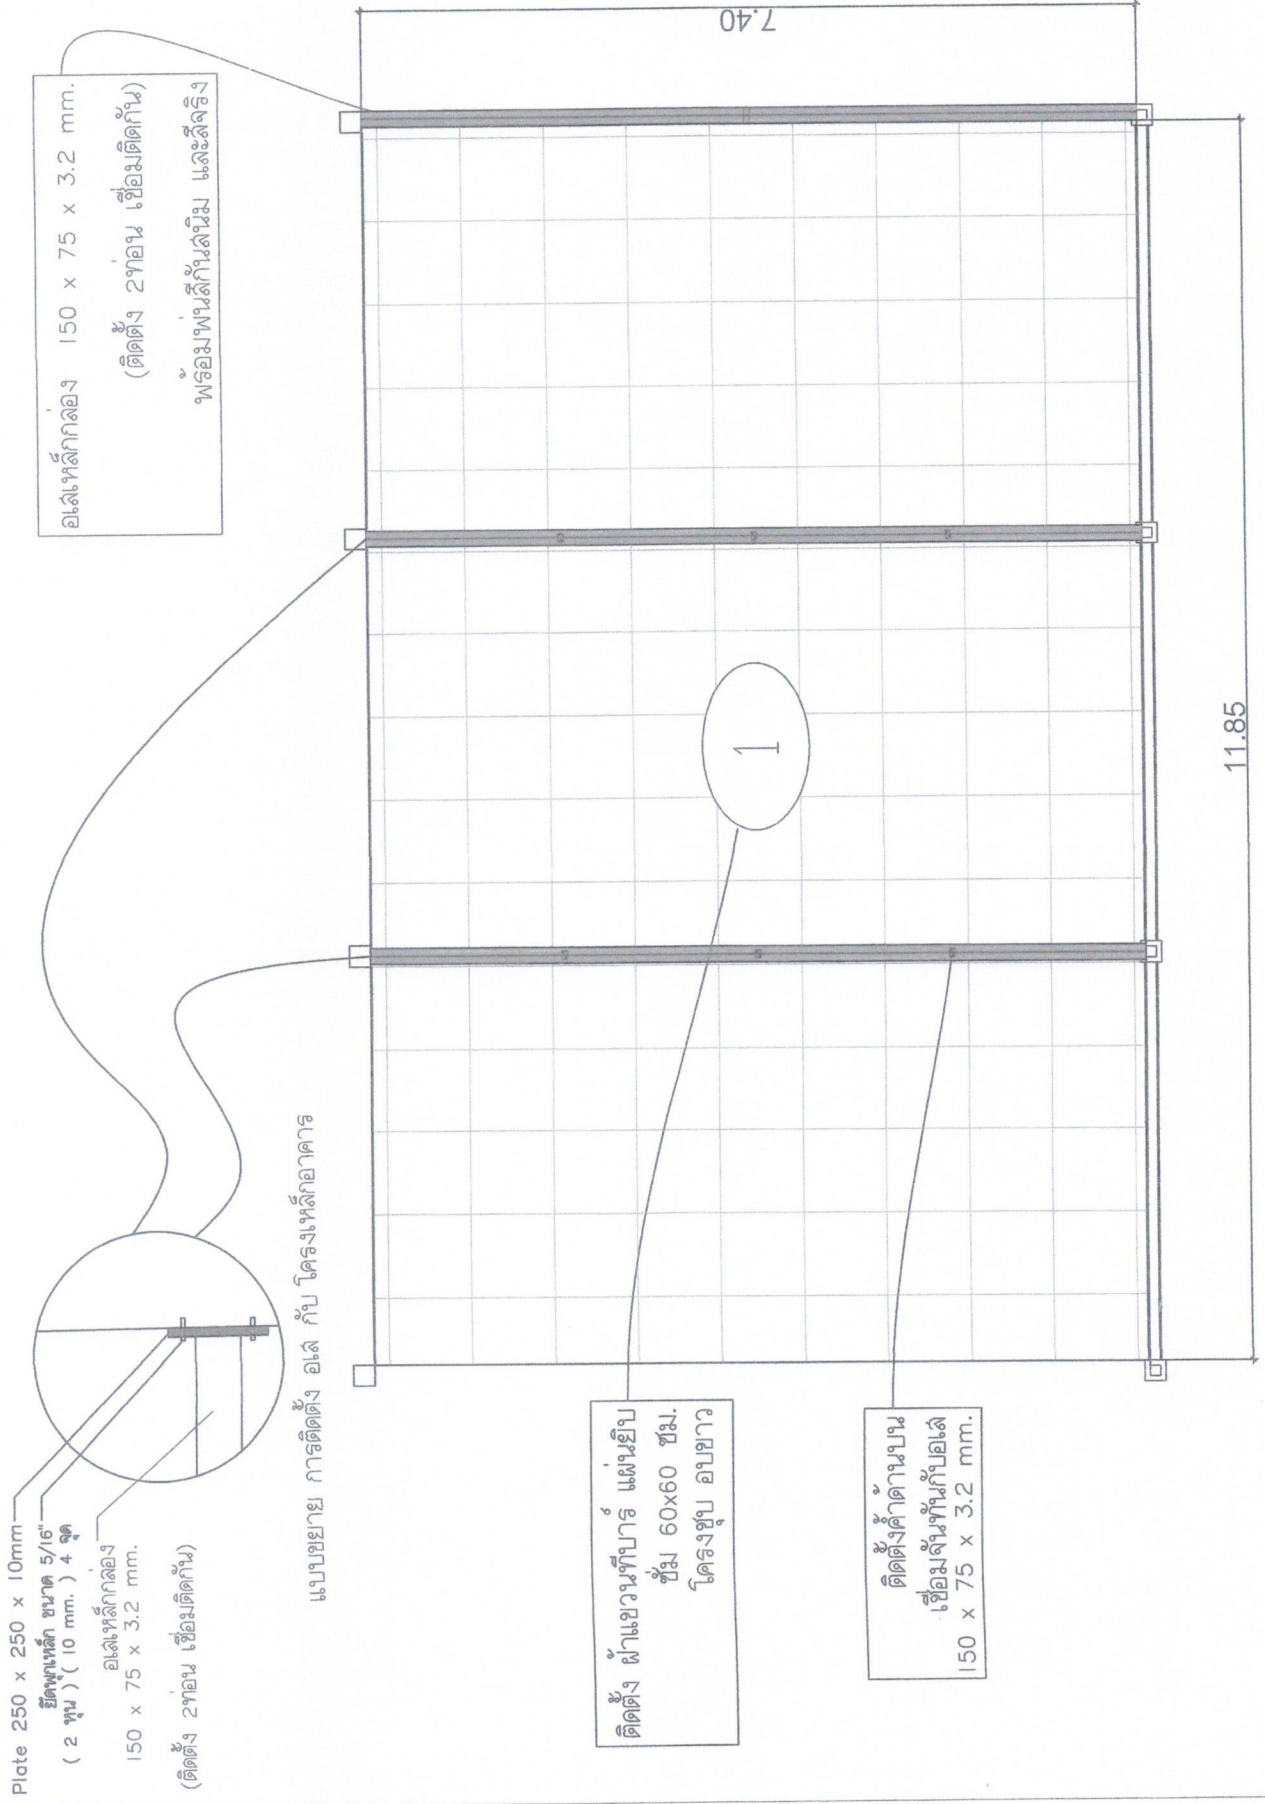 Plate 250 x 250 x 10mm
ยึดพุกเหล็ก ขนาด 5/16"
( 2 หุน ) ( 10 mm. ) 4 จุด
อเสเหล็กกล่อง
150 x 75 x 3.2 mm.
(ติดตั้ง 2ท่อน เชื่อมติดกัน)
แบบขยาย การติดตั้ง อเส กับ โครงเหล็กอาคาร
อเสเหล็กกล่อง 150 x 75 x 3.2 mm.
(ติดตั้ง 2ท่อน เชื่อมติดกัน)
พร้อมพ่นสีกันสนิม และสีจริง
7.40
1
ติดตั้ง ฝ้าแขวนทีบาร์ แผ่นยิบ
ซั่ม 60x60 ซม.
โครงชุบ อบขาว
ติดตั้งค้ำด้านบน
เชื่อมจันทันกับอเส
150 x 75 x 3.2 mm.
11.85